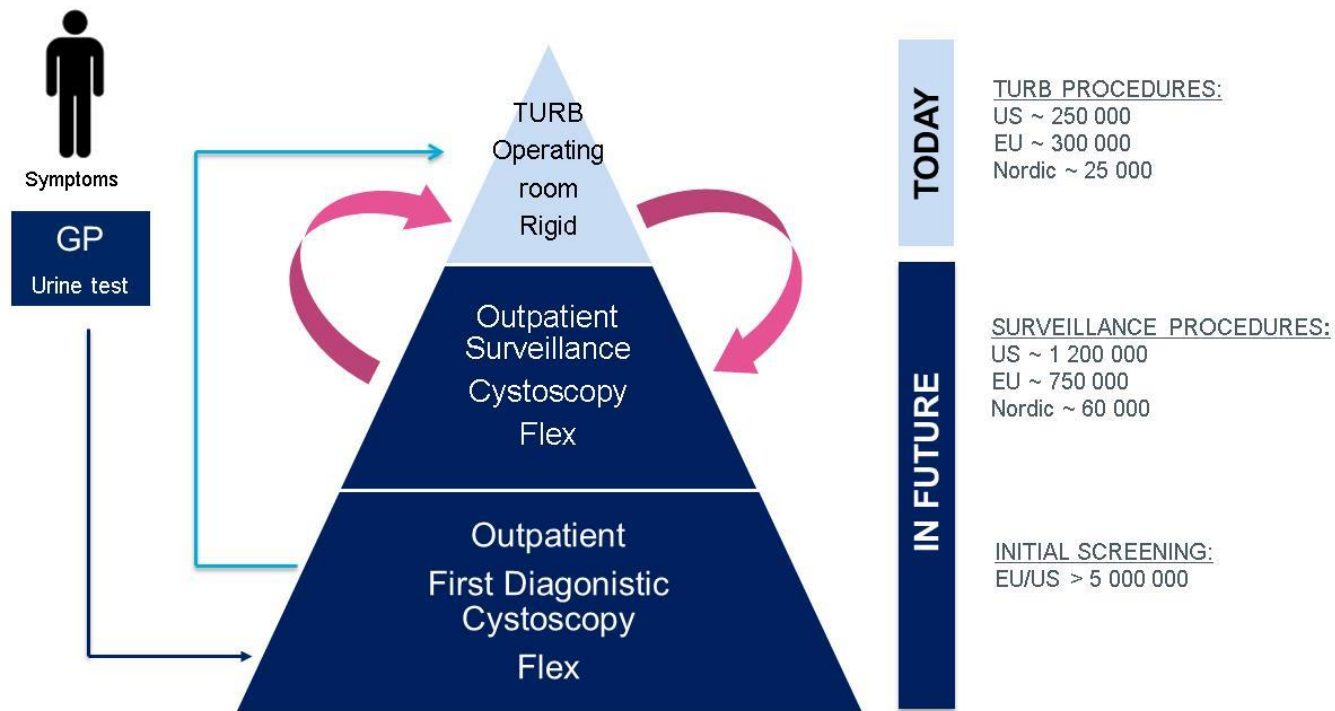 Symptoms
GP
Urine test
TURB
Operating
room
Rigid
Outpatient
Surveillance
Cystoscopy
Flex
Outpatient
First Diagonistic
Cystoscopy
Flex
TODAY
IN FUTURE
TURB PROCEDURES:
US ~ 250 000
EU ~ 300 000
Nordic ~ 25 000
SURVEILLANCE PROCEDURES:
US ~ 1 200 000
EU ~ 750 000
Nordic ~ 60 000
INITIAL SCREENING:
EU/US > 5 000 000